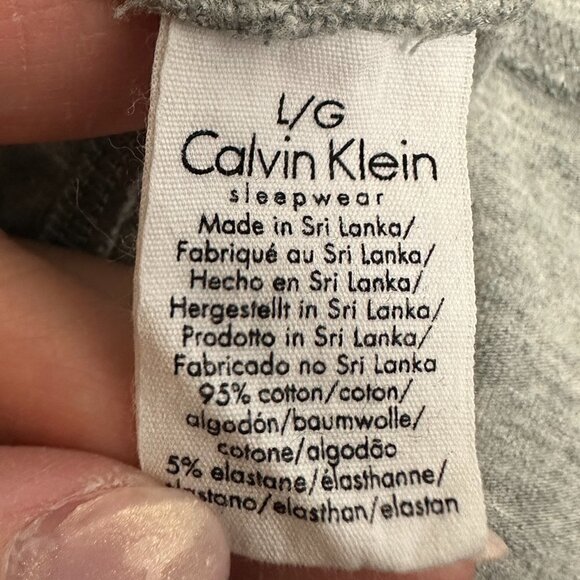 L/G
Calvin Klein
sleepwear
Made in Sri Lanka/
Fabriqué au Sri Lanka/
Hecho en Sri Lanka/
Hergestellt in Sri Lanka/
Prodotto in Sri Lanka/
Fabricado no Sri Lanka
95% cotton/coton/
algodón/baumwolle/
cotone/algodão
5% elastane/élasthanne/
elastano/elasthan/elastan